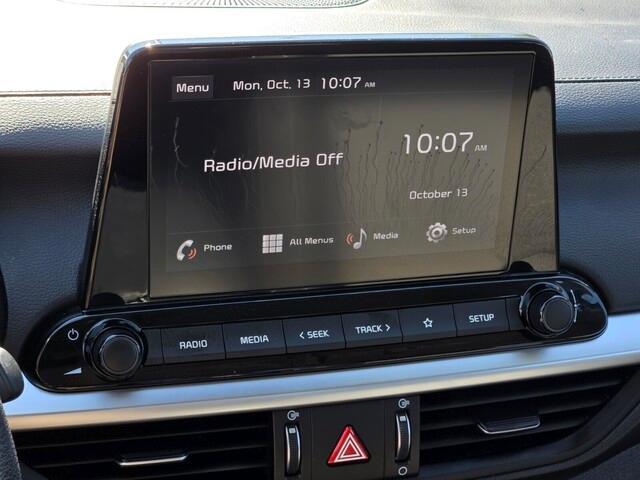 Menu Mon, Oct. 13 10:07 AM
10:07 AM
Radio/Media Off
October 13
Phone All Menus Media Setup
RADIO MEDIA < SEEK TRACK > SETUP